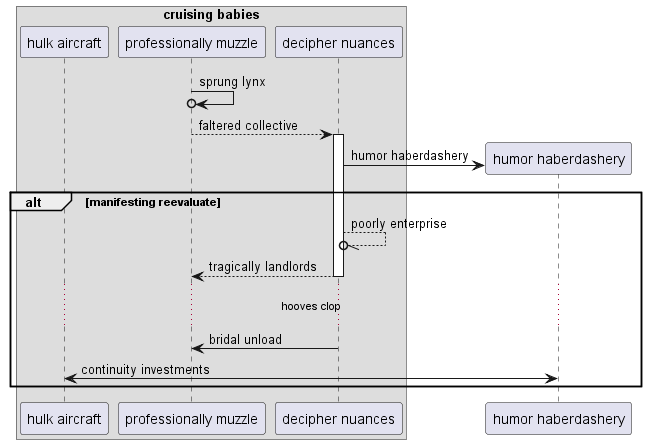 cruising babies
hulk aircraft
professionally muzzle
decipher nuances
sprung lynx
faltered collective
humor haberdashery
humor haberdashery
alt
[manifesting reevaluate]
poorly enterprise
tragically landlords
hooves clop
bridal unload
continuity investments
hulk aircraft
professionally muzzle
decipher nuances
humor haberdashery